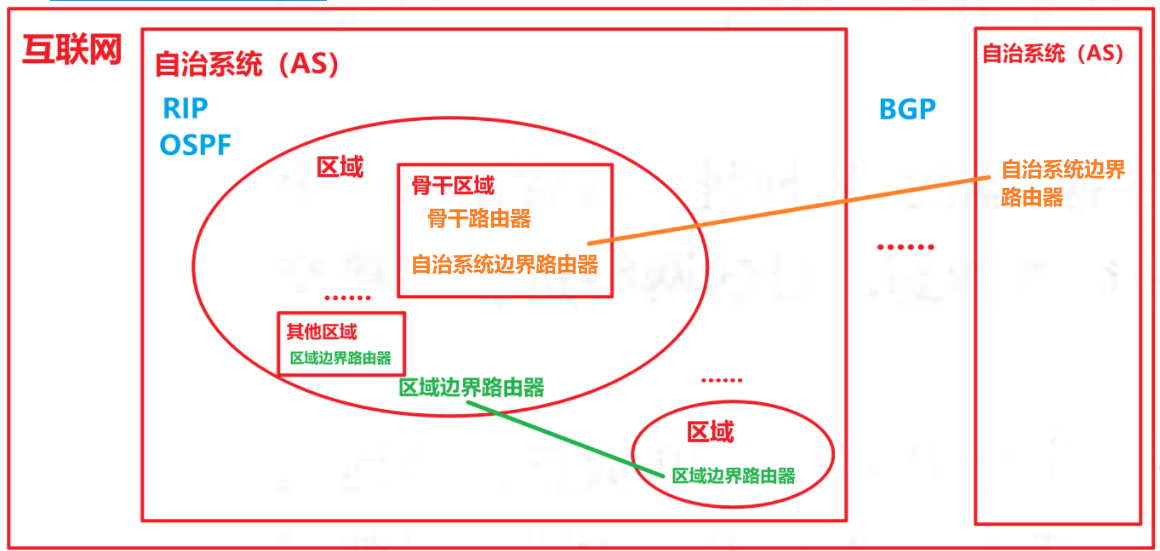 互联网
自治系统（AS）
RIP
OSPF
区域
骨干区域
骨干路由器
自治系统边界路由器
......
其他区域
区域边界路由器
区域边界路由器
......
区域
区域边界路由器
BGP
......
自治系统（AS）
自治系统边界
路由器